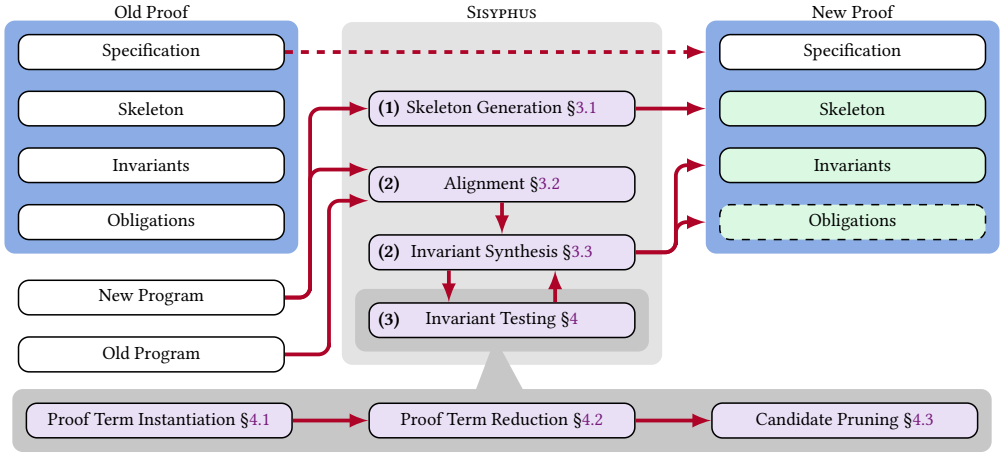 Old Proof
SISYPHUS
New Proof
Specification
Specification
Skeleton
(1) Skeleton Generation §3.1
Skeleton
Invariants
(2) Alignment §3.2
Invariants
Obligations
(2) Invariant Synthesis §3.3
Obligations
New Program
(3) Invariant Testing §4
Old Program
Proof Term Instantiation §4.1
Proof Term Reduction §4.2
Candidate Pruning §4.3